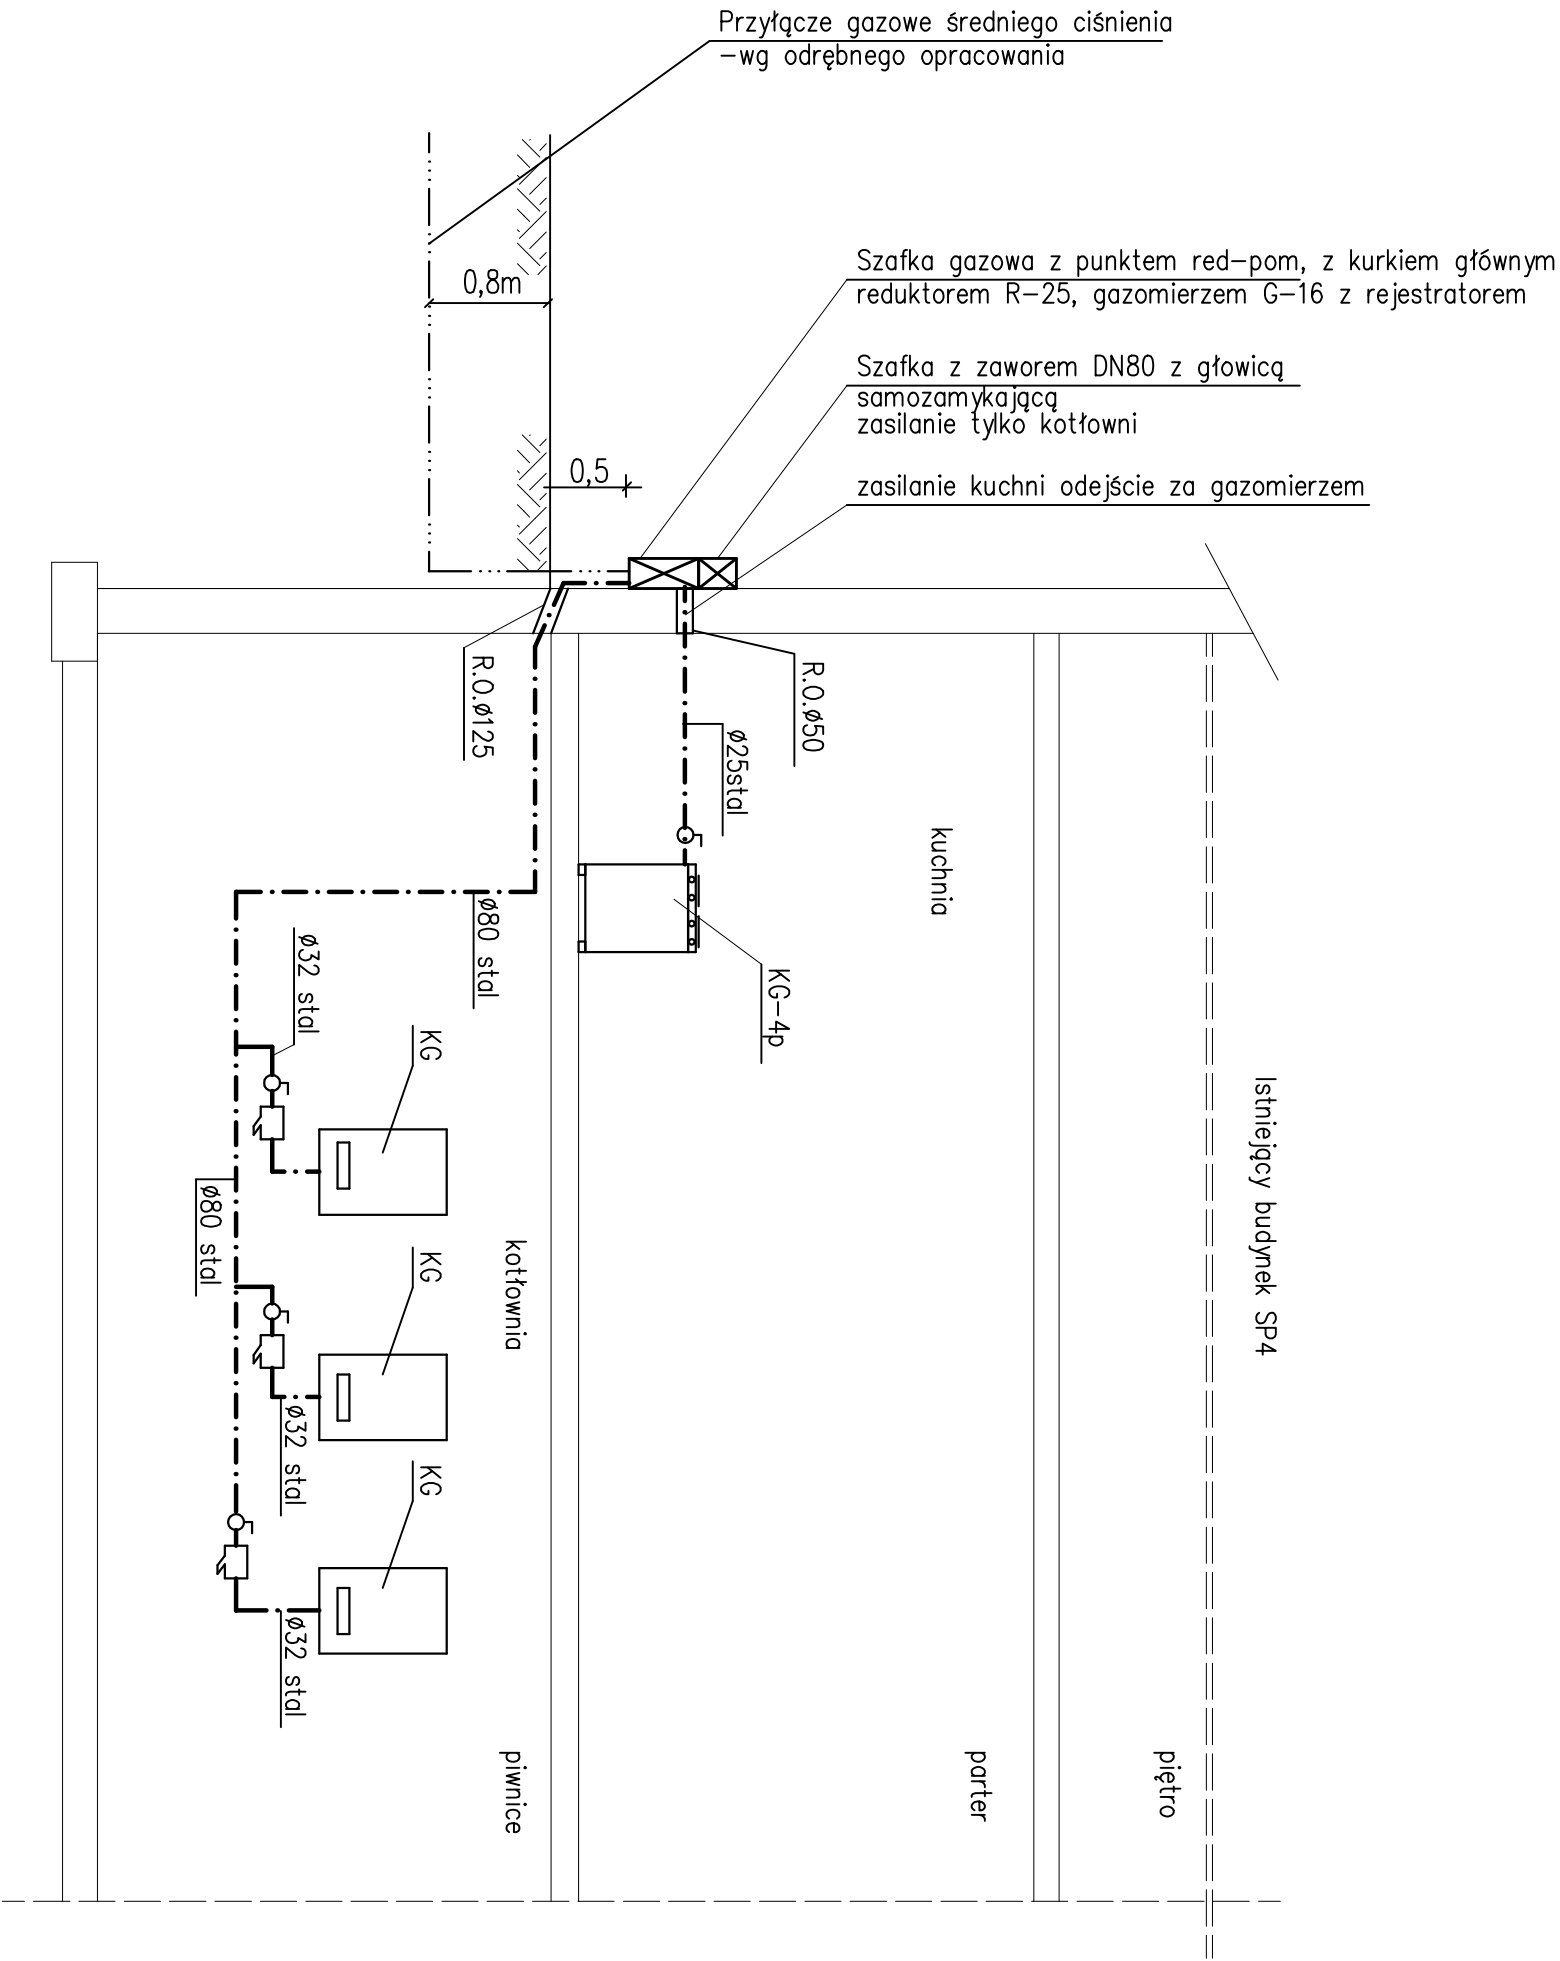 Przyłącze gazowe średniego ciśnienia
-wg odrębnego opracowania
Szafka gazowa z punktem red-pom, z kurkiem głównym
reduktorem R-25, gazomierzem G-16 z rejestratorem
0,8m
Szafka z zaworem DN80 z głowicą
samozamykającą
zasilanie tylko kotłowni
0,5
zasilanie kuchni odejście za gazomierzem
R.O.ø125
R.O.ø50
ø25stal
kuchnia
ø80 stal
ø32 stal
KG-4p
KG
Istniejący budynek SP4
ø80 stal
kotłownia
KG
ø32 stal
KG
ø32 stal
piwnice
parter
piętro